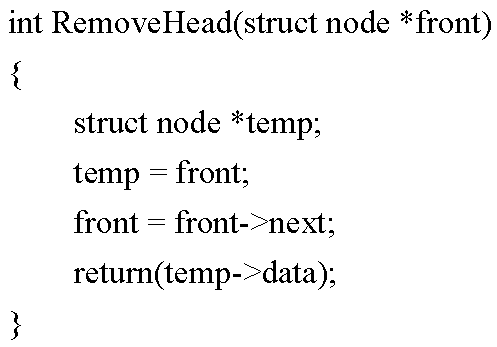 int RemoveHead(struct node *front)
{
struct node *temp;
temp = front;
front = front->next;
return(temp->data);
}